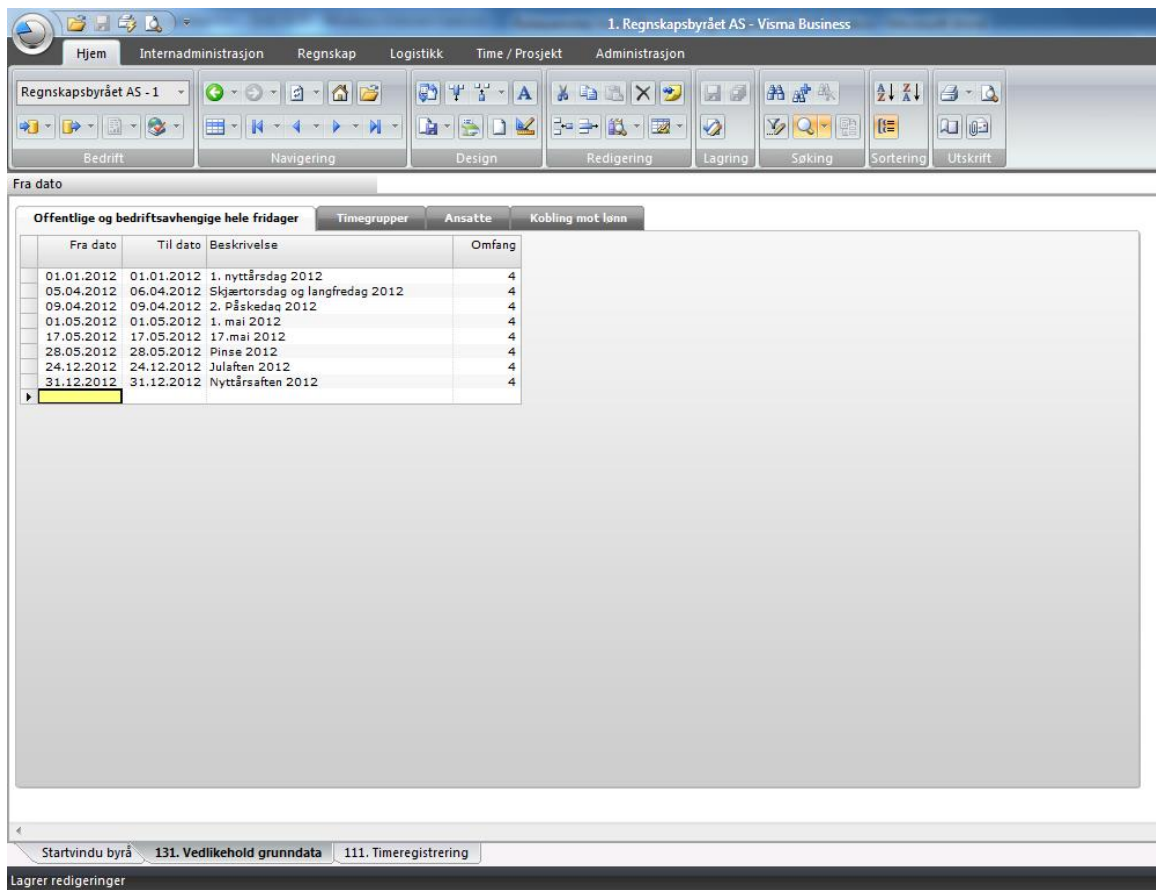 1. Regnskapsbyrået AS - Visma Business
Hjem Internadministrasjon Regnskap Logistikk Time / Prosjekt Administrasjon
Regnskapsbyrået AS - 1
Bedrift Navigering Design Redigering Lagring Søking Sortering Utskrift
Fra dato
Offentlige og bedriftsavhengige hele fridager Timegrupper Ansatte Kobling mot lønn
Fra dato Til dato Beskrivelse Omfang
01.01.2012 01.01.2012 1. nyttårsdag 2012 4
05.04.2012 06.04.2012 Skjærtorsdag og langfredag 2012 4
09.04.2012 09.04.2012 2. Påskedag 2012 4
01.05.2012 01.05.2012 1. mai 2012 4
17.05.2012 17.05.2012 17.mai 2012 4
28.05.2012 28.05.2012 Pinse 2012 4
24.12.2012 24.12.2012 Julaften 2012 4
31.12.2012 31.12.2012 Nyttårsaften 2012 4
Startvindu byrå 131. Vedlikehold grunndata 111. Timeregistrering
Lagrer redigeringer